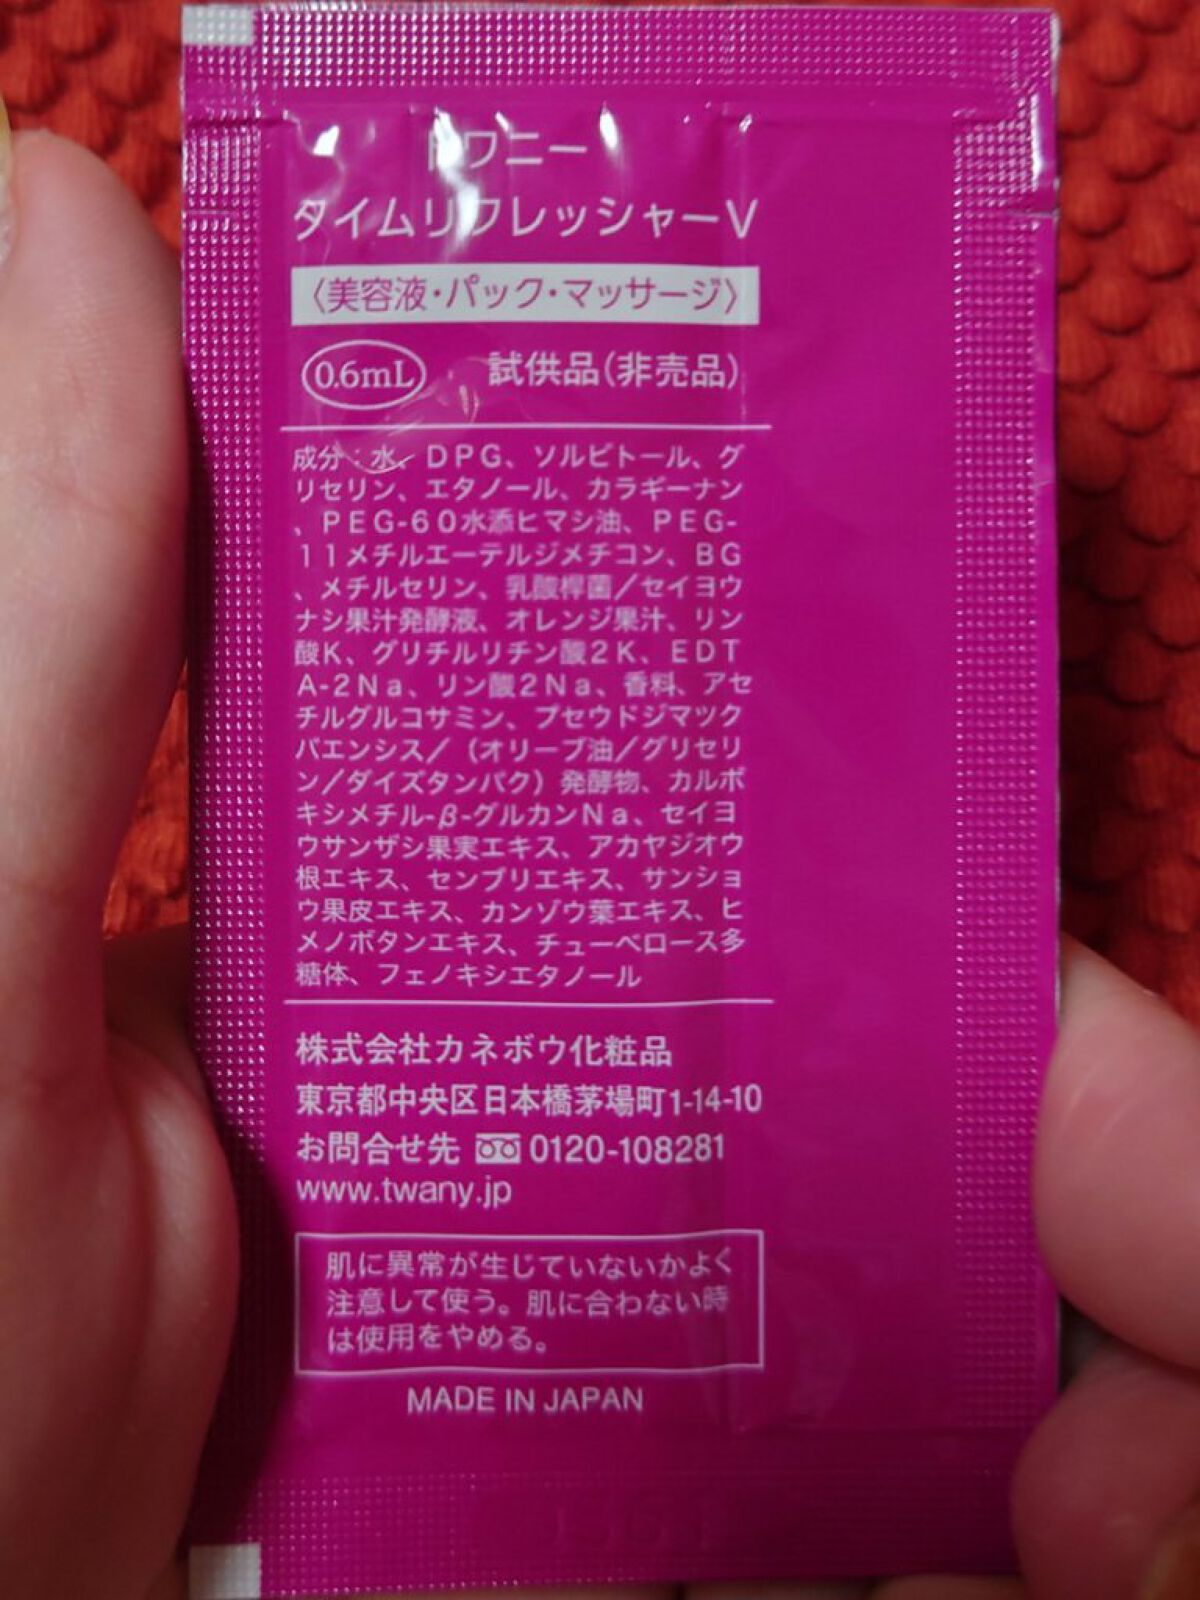 トワニー
タイムリフレッシャーV
〈美容液・パック・マッサージ〉
0.6mL 試供品(非売品)
成分:水、DPG、ソルビトール、グ
リセリン、エタノール、カラギーナン
、PEG-60水添ヒマシ油、PEG-
11メチルエーテルジメチコン、BG
、メチルセリン、乳酸桿菌/セイヨウ
ナシ果汁発酵液、オレンジ果汁、リン
酸K、グリチルリチン酸2K、EDT
A-2Na、リン酸2Na、香料、アセ
チルグルコサミン、プセウドジマック
バエンシス/(オリーブ油/グリセリ
ン/ダイズタンパク)発酵物、カルボ
キシメチル-β-グルカンNa、セイヨ
ウサンザシ果実エキス、アカヤジオウ
根エキス、センブリエキス、サンショ
ウ果皮エキス、カンゾウ葉エキス、ヒ
メノボタンエキス、チューベロース多
糖体、フェノキシエタノール
株式会社カネボウ化粧品
東京都中央区日本橋茅場町1-14-10
お問合せ先 0120-108281
www.twany.jp
肌に異常が生じていないかよく
注意して使う。肌に合わない時
は使用をやめる。
MADE IN JAPAN